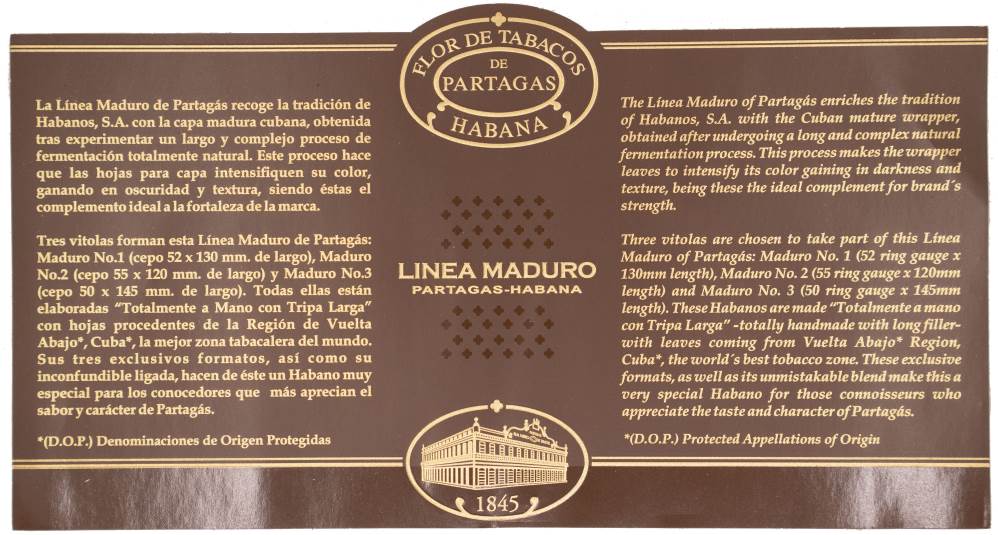 FLOR DE TABACOS
DE
PARTAGAS
HABANA
La Línea Maduro de Partagás recoge la tradición de
Habanos, S.A. con la capa madura cubana, obtenida
tras experimentar un largo y complejo proceso de
fermentación totalmente natural. Este proceso hace
que las hojas para capa intensifiquen su color,
ganando en oscuridad y textura, siendo éstas el
complemento ideal a la fortaleza de la marca.
Tres vitolas forman esta Línea Maduro de Partagás:
Maduro No.1 (cepo 52 x 130 mm. de largo), Maduro
No.2 (cepo 55 x 120 mm. de largo) y Maduro No.3
(cepo 50 x 145 mm. de largo). Todas ellas están
elaboradas “Totalmente a Mano con Tripa Larga”
con hojas procedentes de la Región de Vuelta
Abajo*, Cuba*, la mejor zona tabacalera del mundo.
Sus tres exclusivos formatos, así como su
inconfundible ligada, hacen de éste un Habano muy
especial para los conocedores que más aprecian el
sabor y carácter de Partagás.
*(D.O.P.) Denominaciones de Origen Protegidas
LINEA MADURO
PARTAGAS-HABANA
The Línea Maduro of Partagás enriches the tradition
of Habanos, S.A. with the Cuban mature wrapper,
obtained after undergoing a long and complex natural
fermentation process. This process makes the wrapper
leaves to intensify its color gaining in darkness and
texture, being these the ideal complement for brand´s
strength.
Three vitolas are chosen to take part of this Línea
Maduro of Partagás: Maduro No. 1 (52 ring gauge x
130mm length), Maduro No. 2 (55 ring gauge x 120mm
length) and Maduro No. 3 (50 ring gauge x 145mm
length). These Habanos are made “Totalmente a mano
con Tripa Larga” -totally handmade with long filler-
with leaves coming from Vuelta Abajo* Region,
Cuba*, the world´s best tobacco zone. These exclusive
formats, as well as its unmistakable blend make this a
very special Habano for those connoisseurs who
appreciate the taste and character of Partagás.
*(D.O.P.) Protected Appellations of Origin
1845